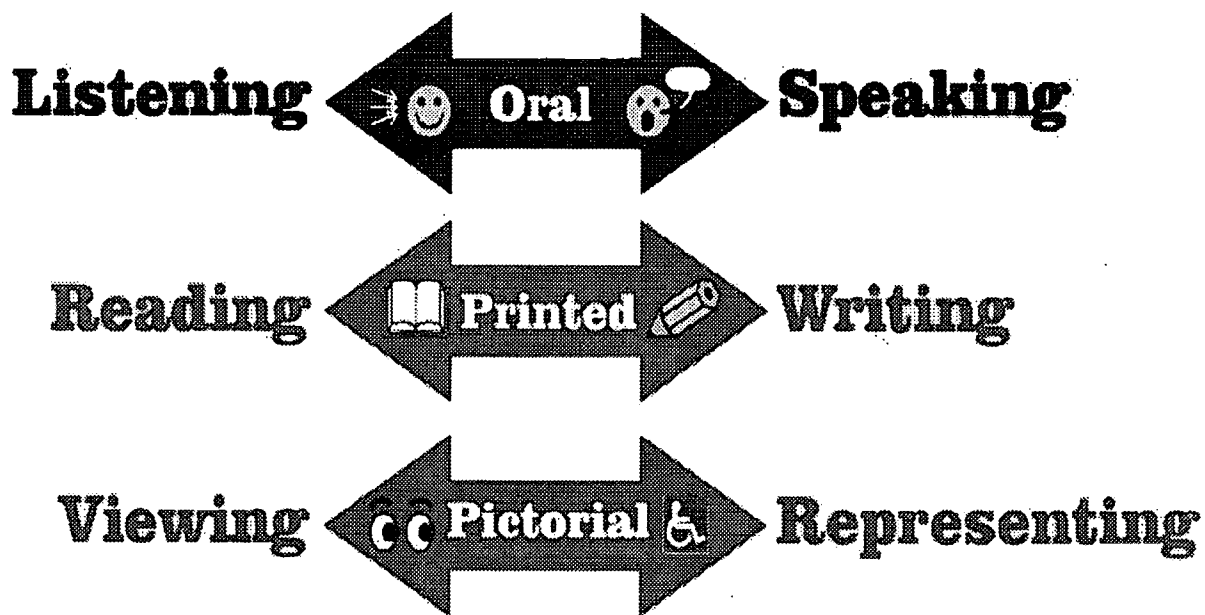 Listening Oral Speaking
Reading Printed Writing
Viewing Pictorial Representing